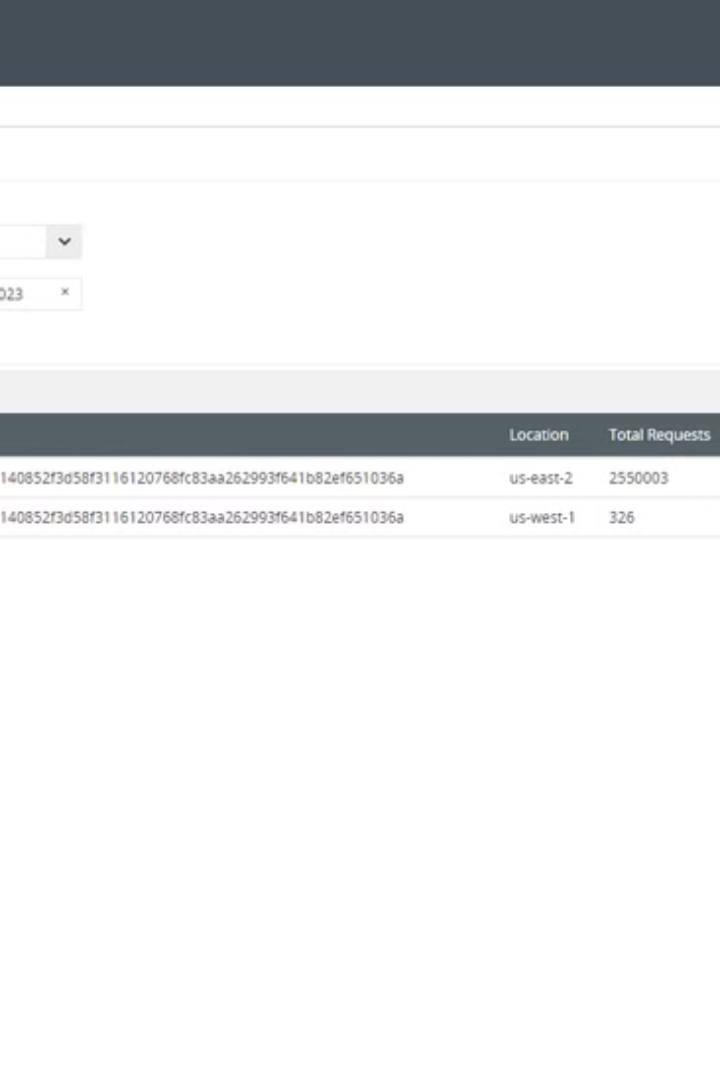 023 ×
Location Total Requests
140852f3d58f3116120768fc83aa262993f641b82ef651036a us-east-2 2550003
140852f3d58f3116120768fc83aa262993f641b82ef651036a us-west-1 326